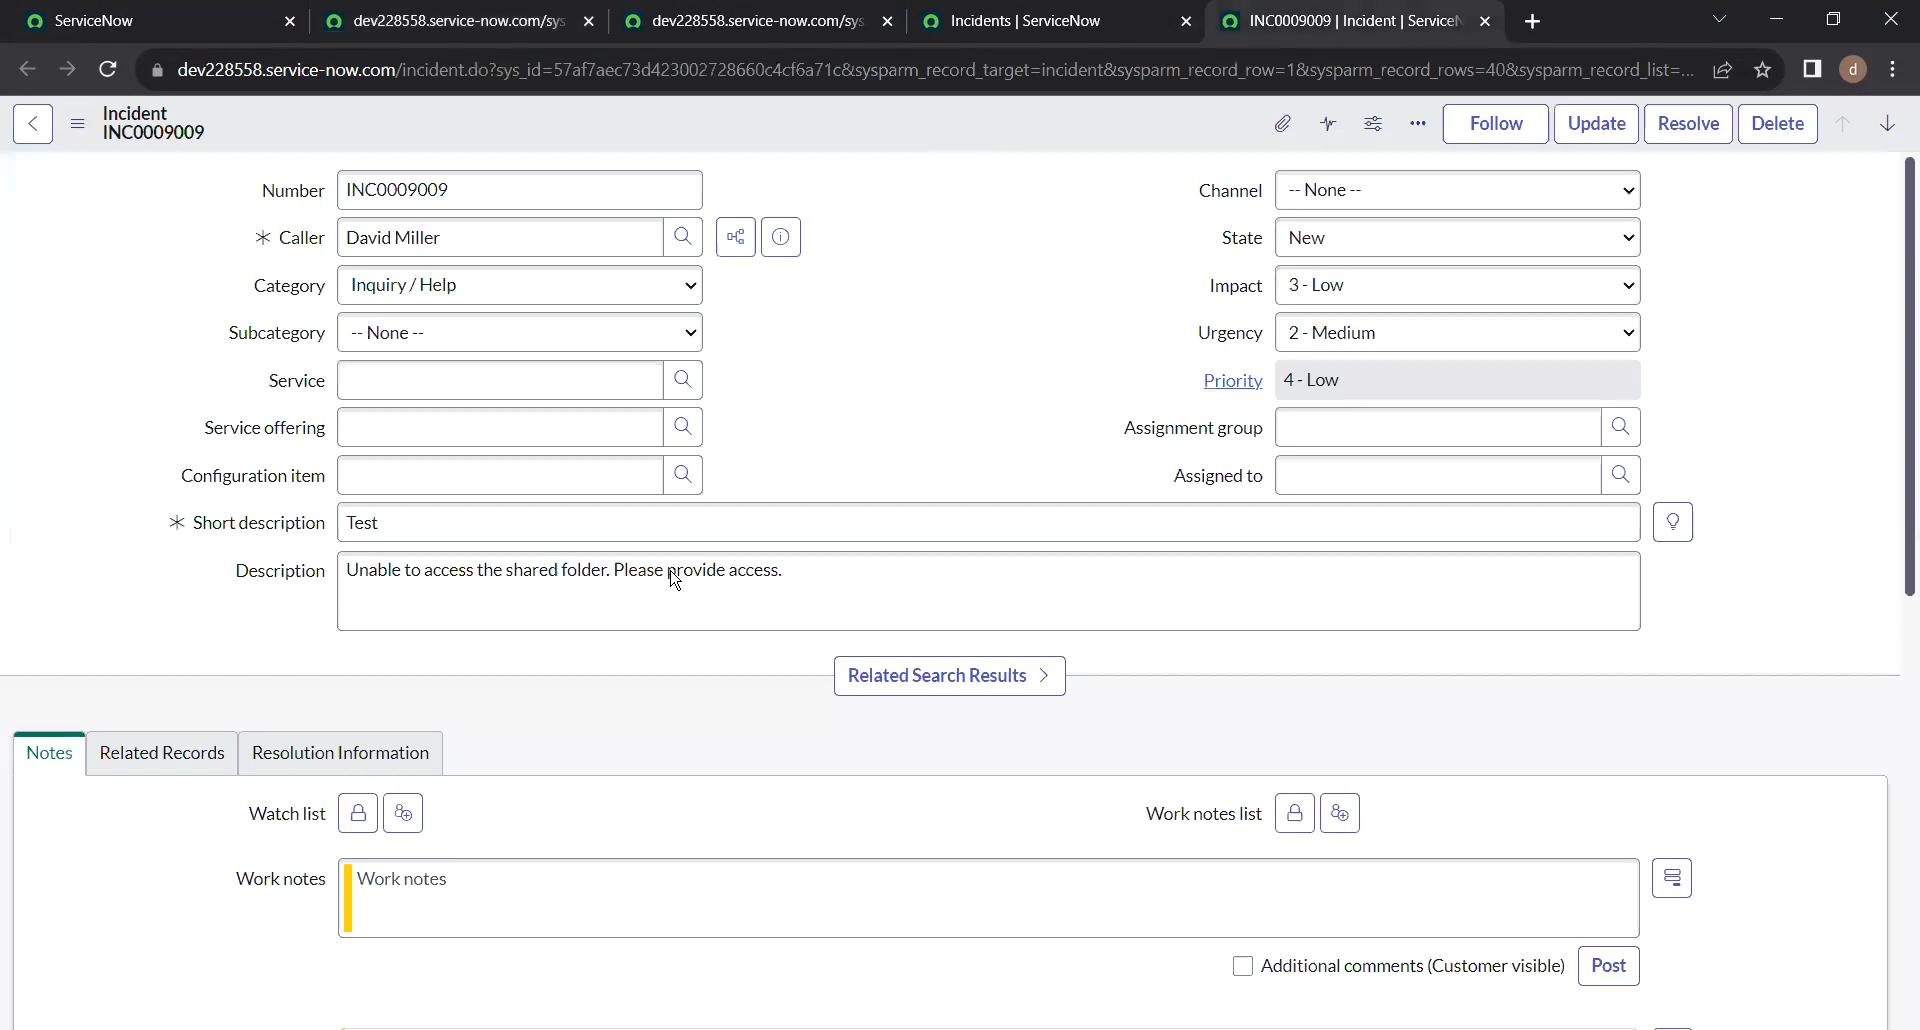 ServiceNow
dev228558.service-now.com/sys
dev228558.service-now.com/sys
Incidents | ServiceNow
INC0009009 | Incident | ServiceN
dev228558.service-now.com/incident.do?sys_id=57af7aec73d423002728660c4cf6a71c&sysparm_record_target=incident&sysparm_record_row=1&sysparm_record_rows=40&sysparm_record_list=...
d
Incident
INC0009009
Follow
Update
Resolve
Delete
Number INC0009009
Channel -- None --
* Caller David Miller
State New
Category Inquiry / Help
Impact 3 - Low
Subcategory -- None --
Urgency 2 - Medium
Service
Priority 4 - Low
Service offering
Assignment group
Configuration item
Assigned to
* Short description Test
Description Unable to access the shared folder. Please provide access.
Related Search Results
Notes
Related Records
Resolution Information
Watch list
Work notes list
Work notes Work notes
Additional comments (Customer visible)
Post